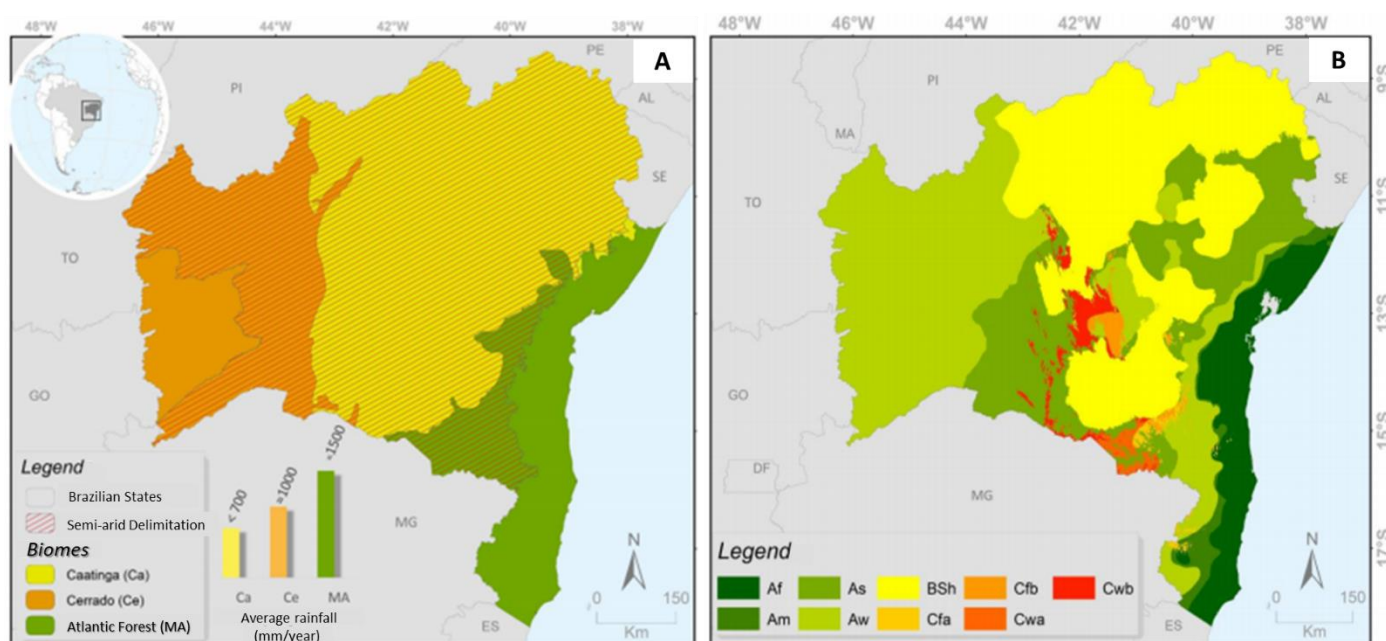 48°W 46°W 44°W 42°W 40°W 38°W
A
PE
PI
AL
SE
TO
GO
MG
ES
Legend
Brazilian States
Semi-arid Delimitation
Biomes
Caatinga (Ca)
Cerrado (Ce)
Atlantic Forest (MA)
< 700
≥1000
Ca Ce MA
Average rainfall
(mm/year)
N
0 150
Km
48°W 46°W 44°W 42°W 40°W 38°W
B
PE
PI
9°S
AL
MA
SE
11°S
TO
13°S
GO
15°S
DF
MG
17°S
N
Legend
Af As BSh Cfb Cwb
Am Aw Cfa Cwa
0 150
Km
ES